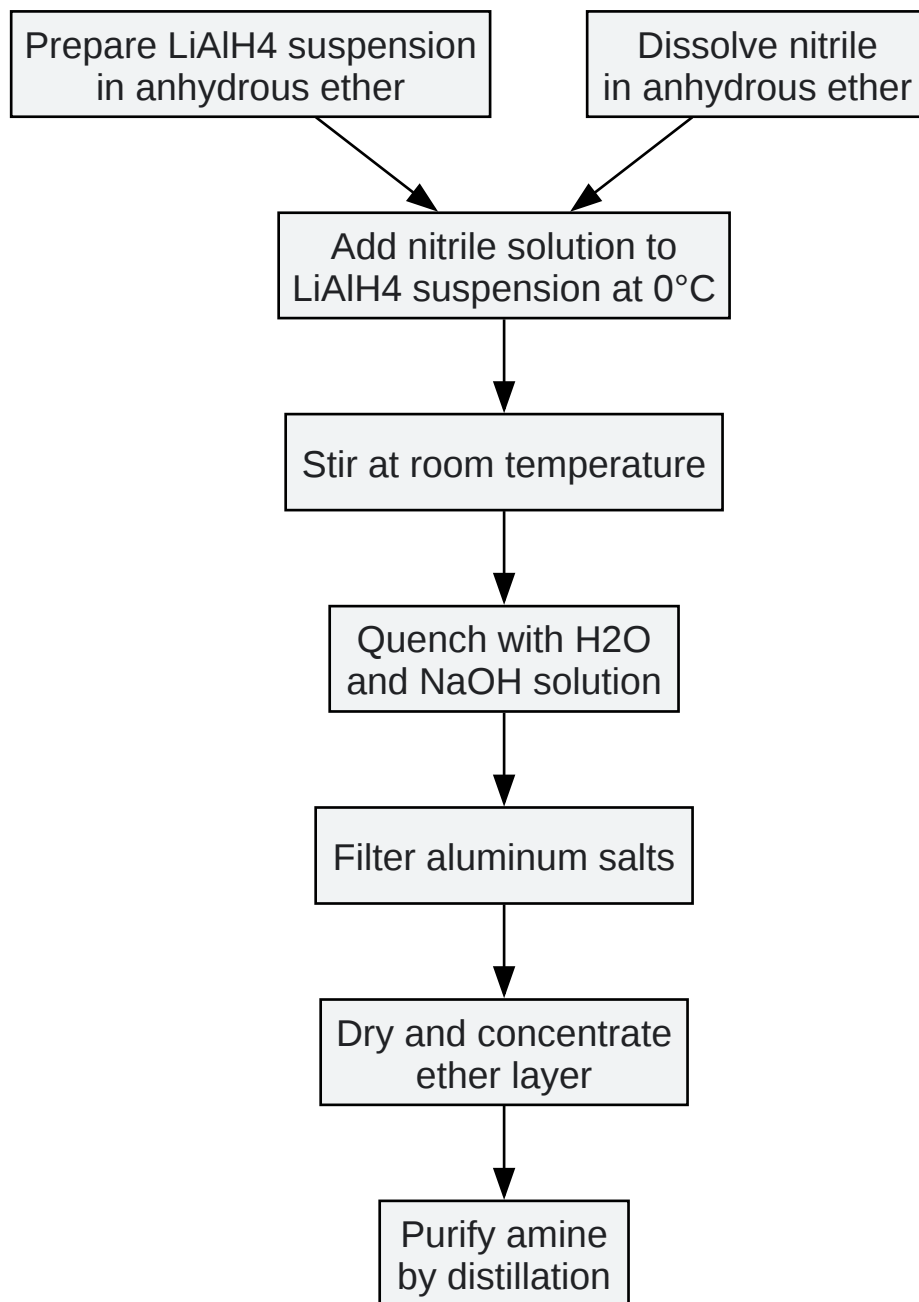 Prepare LiAlH4 suspension
in anhydrous ether
Dissolve nitrile
in anhydrous ether
Add nitrile solution to
LiAlH4 suspension at 0°C
Stir at room temperature
Quench with H2O
and NaOH solution
Filter aluminum salts
Dry and concentrate
ether layer
Purify amine
by distillation